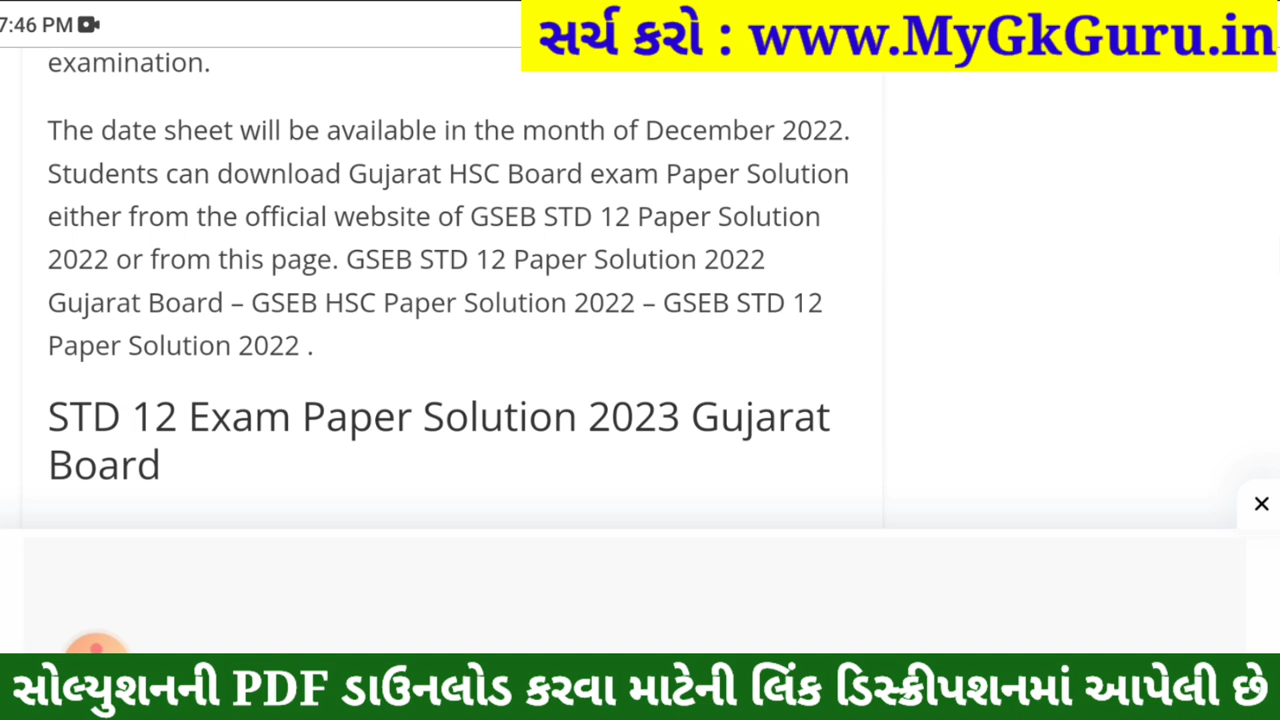 7:46 PM
સર્ચ કરો : www.MyGkGuru.in
examination.
The date sheet will be available in the month of December 2022.
Students can download Gujarat HSC Board exam Paper Solution
either from the official website of GSEB STD 12 Paper Solution
2022 or from this page. GSEB STD 12 Paper Solution 2022
Gujarat Board – GSEB HSC Paper Solution 2022 – GSEB STD 12
Paper Solution 2022 .
STD 12 Exam Paper Solution 2023 Gujarat
Board
સોલ્યુશનની PDF ડાઉનલોડ કરવા માટેની લિંક ડિસ્ક્રીપશનમાં આપેલી છે